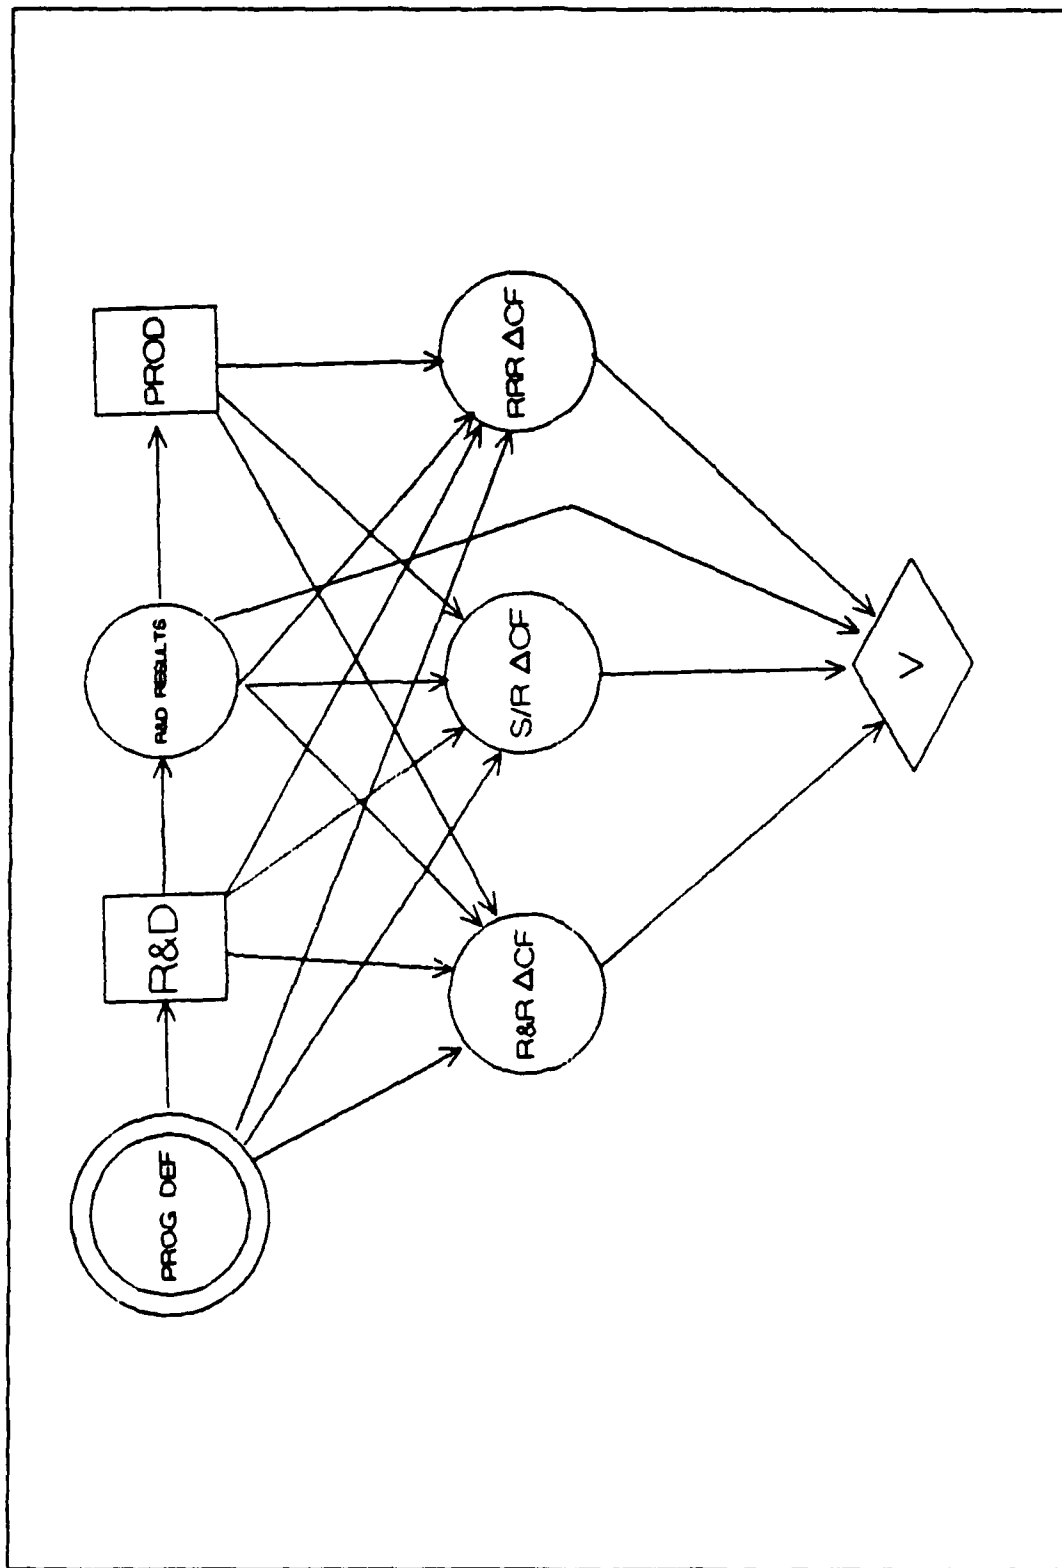 PROG DEF
R&D
R&D RESULTS
PROD
R&R ΔCF
S/R ΔCF
RRR ΔCF
V